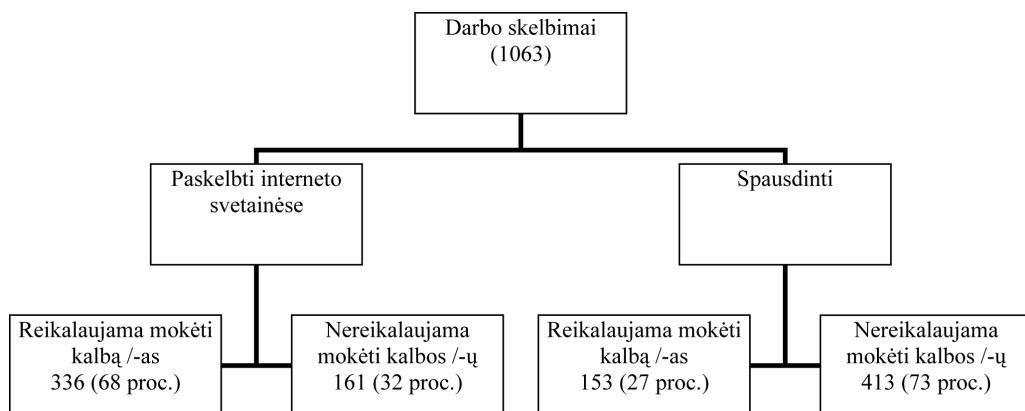 Darbo skelbimai
(1063)
Paskelbti interneto
svetainėse
Spausdinti
Reikalaujama mokėti
kalbą /-as
336 (68 proc.)
Nereikalaujama
mokėti kalbos /-ų
161 (32 proc.)
Reikalaujama mokėti
kalbą /-as
153 (27 proc.)
Nereikalaujama
mokėti kalbos /-ų
413 (73 proc.)